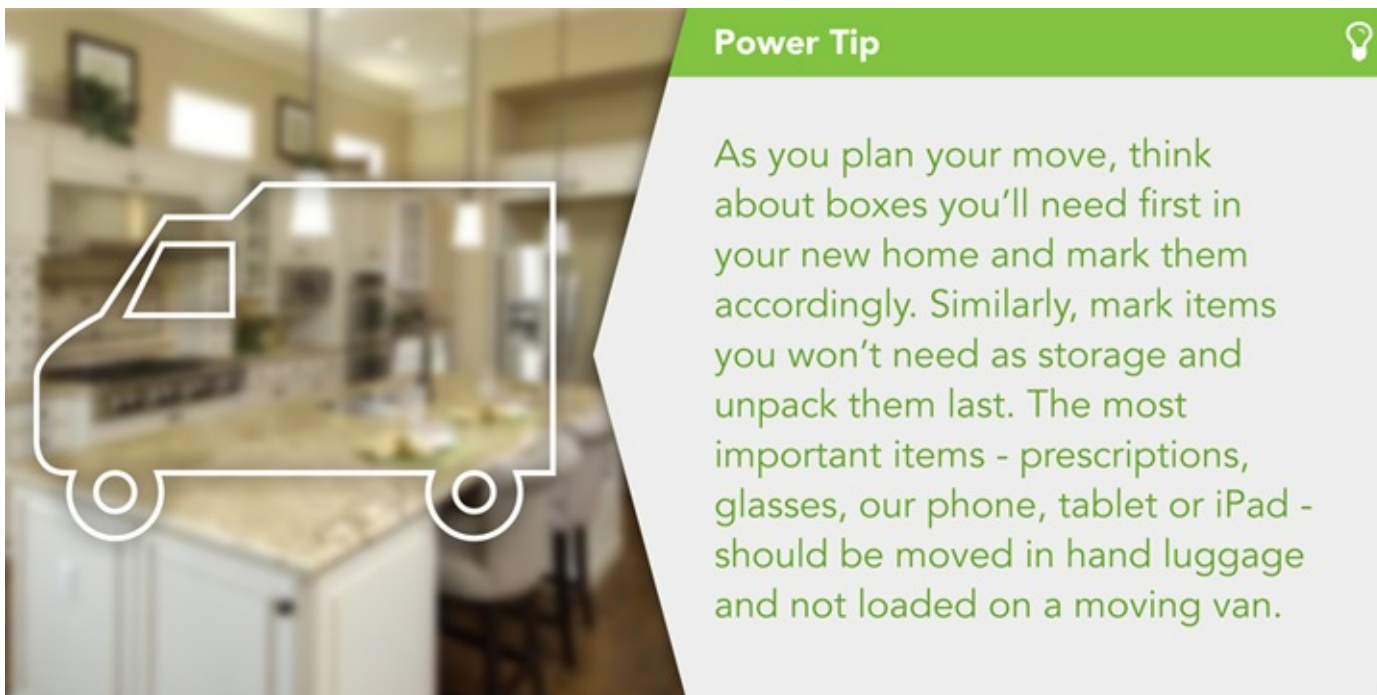 Power Tip
As you plan your move, think
about boxes you’ll need first in
your new home and mark them
accordingly. Similarly, mark items
you won’t need as storage and
unpack them last. The most
important items - prescriptions,
glasses, our phone, tablet or iPad -
should be moved in hand luggage
and not loaded on a moving van.